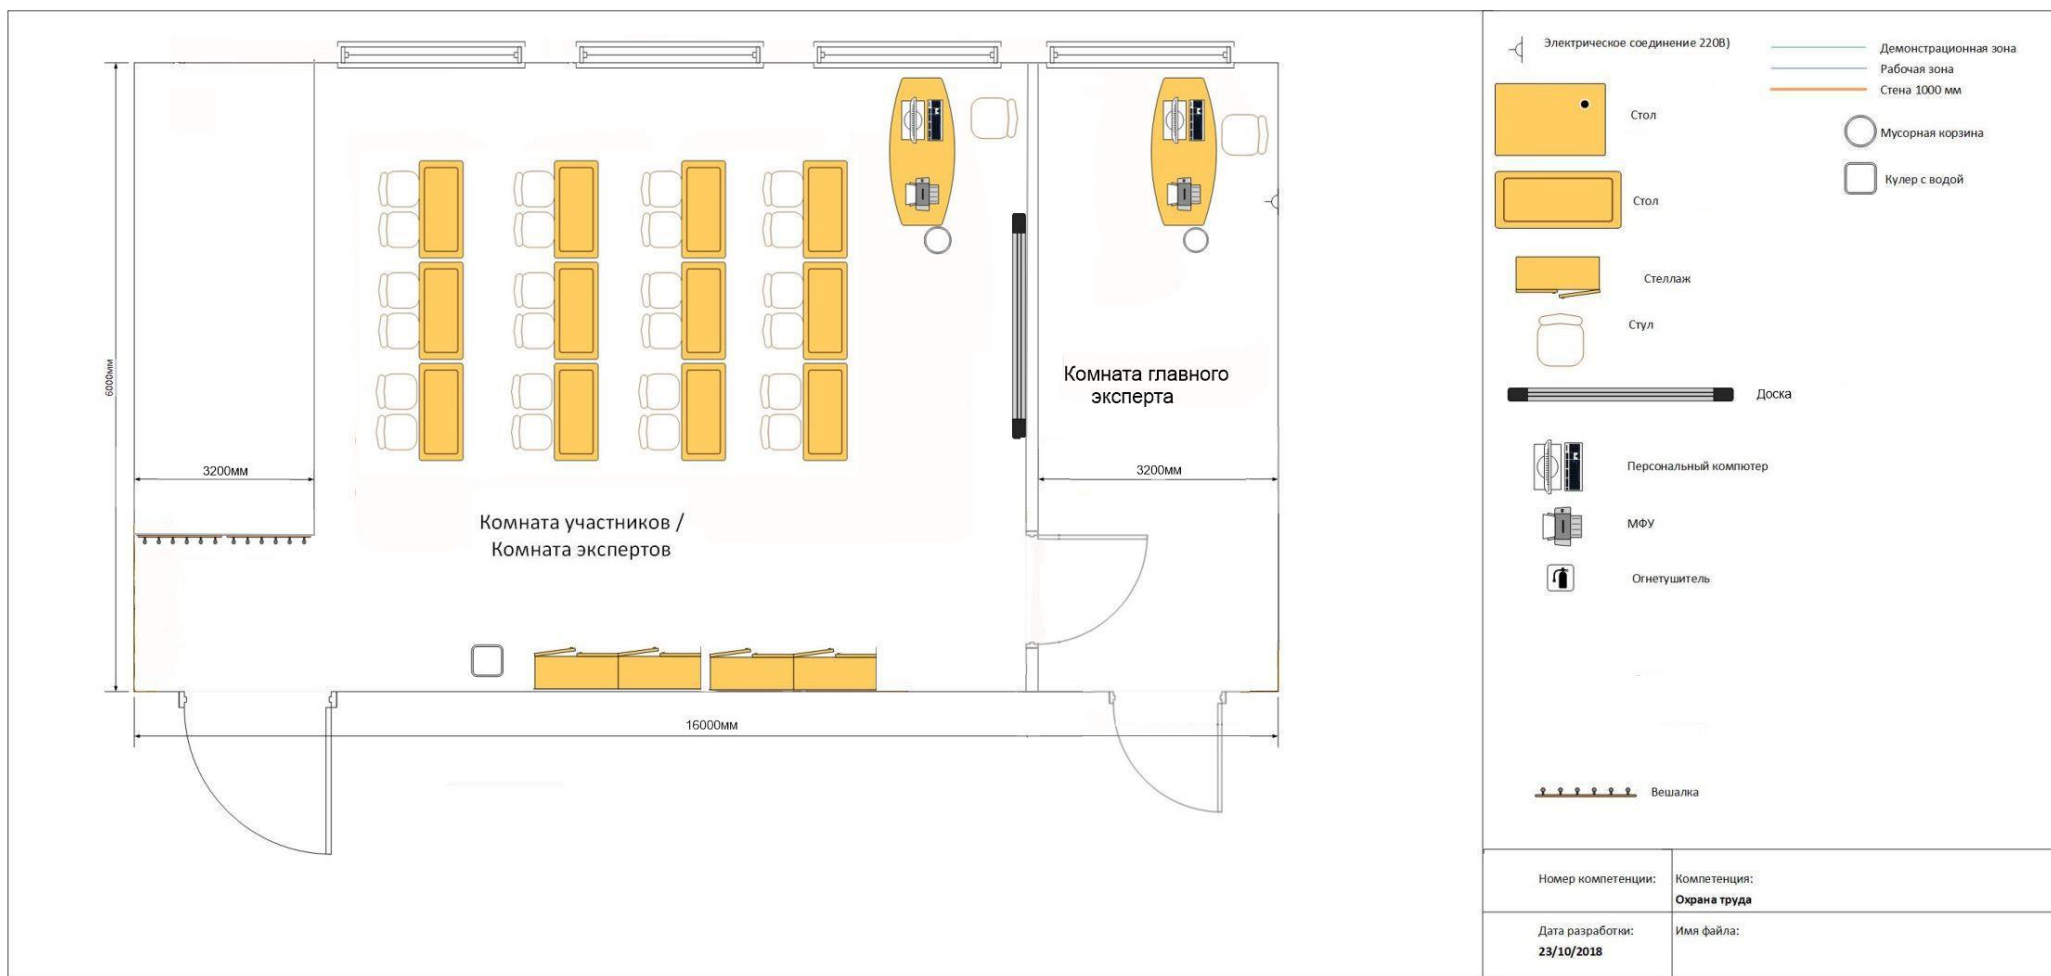 6000мм
3200мм
Комната участников /
Комната экспертов
Комната главного
эксперта
3200мм
16000мм
Электрическое соединение 220В)
Стол
Стол
Стеллаж
Стул
Доска
Персональный компютер
МФУ
Огнетушитель
Вешалка
Демонстрационная зона
Рабочая зона
Стена 1000 мм
Мусорная корзина
Кулер с водой
Номер компетенции:
Компетенция:
Охрана труда
Дата разработки:
23/10/2018
Имя файла: